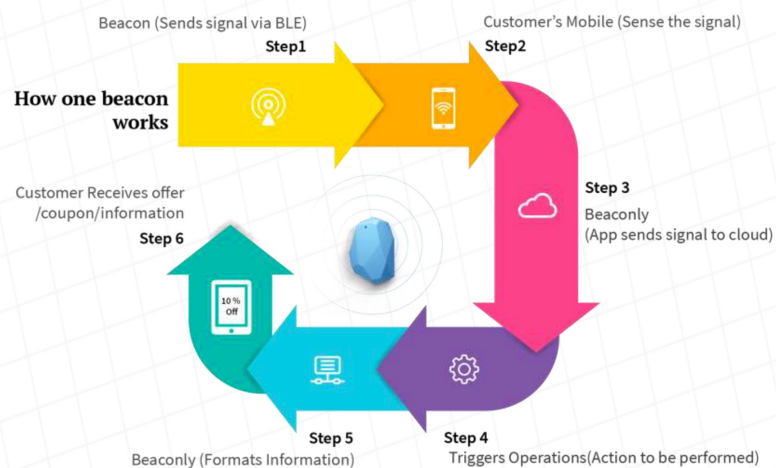 Beacon (Sends signal via BLE)
Step1
Customer's Mobile (Sense the signal)
Step2
How one beacon
works
Step 3
Beaconly
(App sends signal to cloud)
Customer Receives offer
/coupon/information
Step 6
10 %
Off
Step 5
Beaconly (Formats Information)
Step 4
Triggers Operations(Action to be performed)